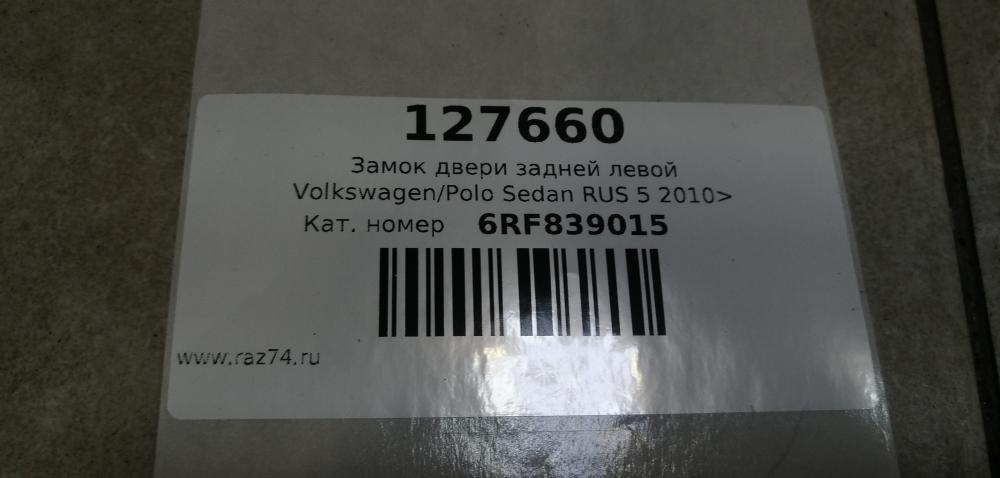 127660
Замок двери задней левой
Volkswagen/Polo Sedan RUS 5 2010>
Кат. номер 6RF839015
www.raz74.ru